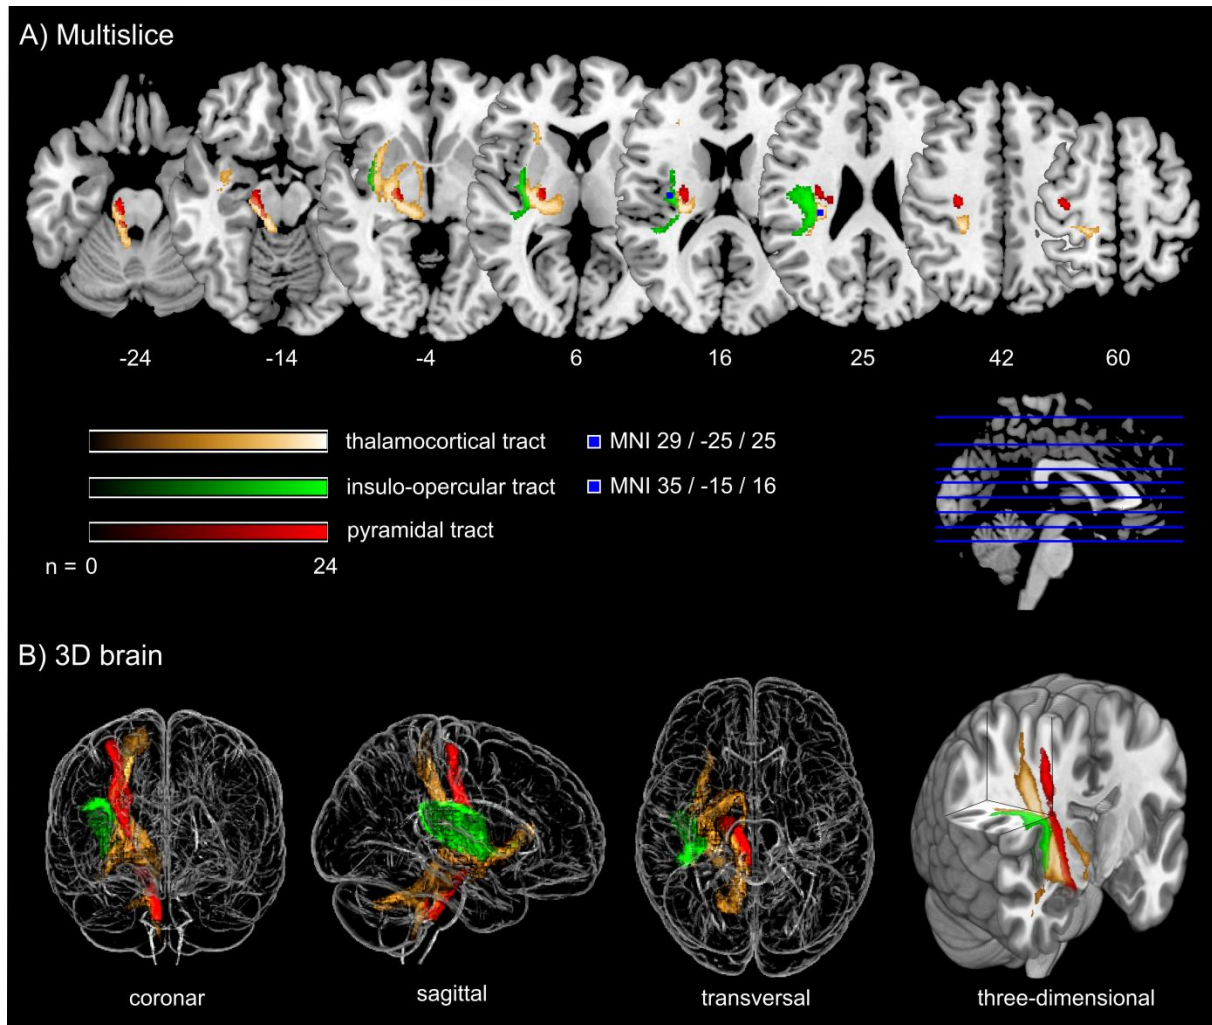 A) Multislice
-24 -14 -4 6 16 25 42 60
thalamocortical tract MNI 29 / -25 / 25
insulo-opercular tract MNI 35 / -15 / 16
pyramidal tract
n = 0 24
B) 3D brain
coronar sagittal transversal three-dimensional